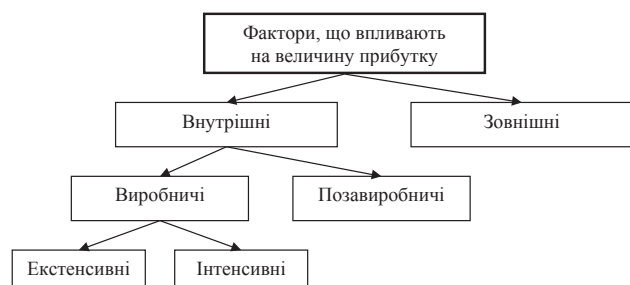 Фактори, що впливають
на величину прибутку
Внутрішні
Зовнішні
Виробничі
Позавиробничі
Екстенсивні
Інтенсивні